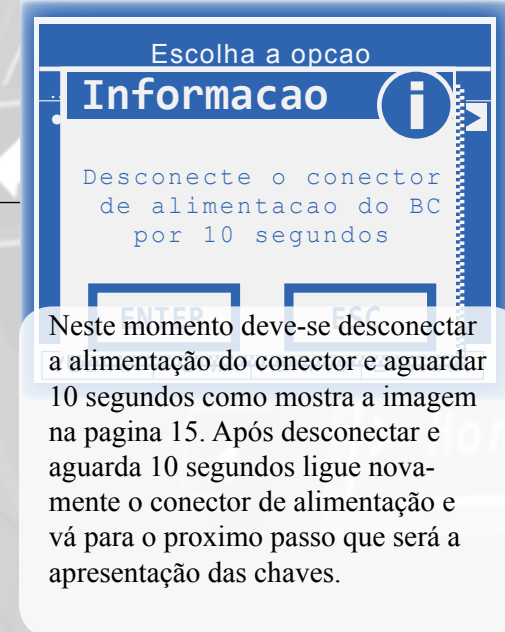 Escolha a opcao
Informacao
i
Desconecte o conector
de alimentacao do BC
por 10 segundos
ENTER ESC
Neste momento deve-se desconectar
a alimentação do conector e aguardar
10 segundos como mostra a imagem
na pagina 15. Após desconectar e
aguarda 10 segundos ligue nova-
mente o conector de alimentação e
vá para o proximo passo que será a
apresentação das chaves.